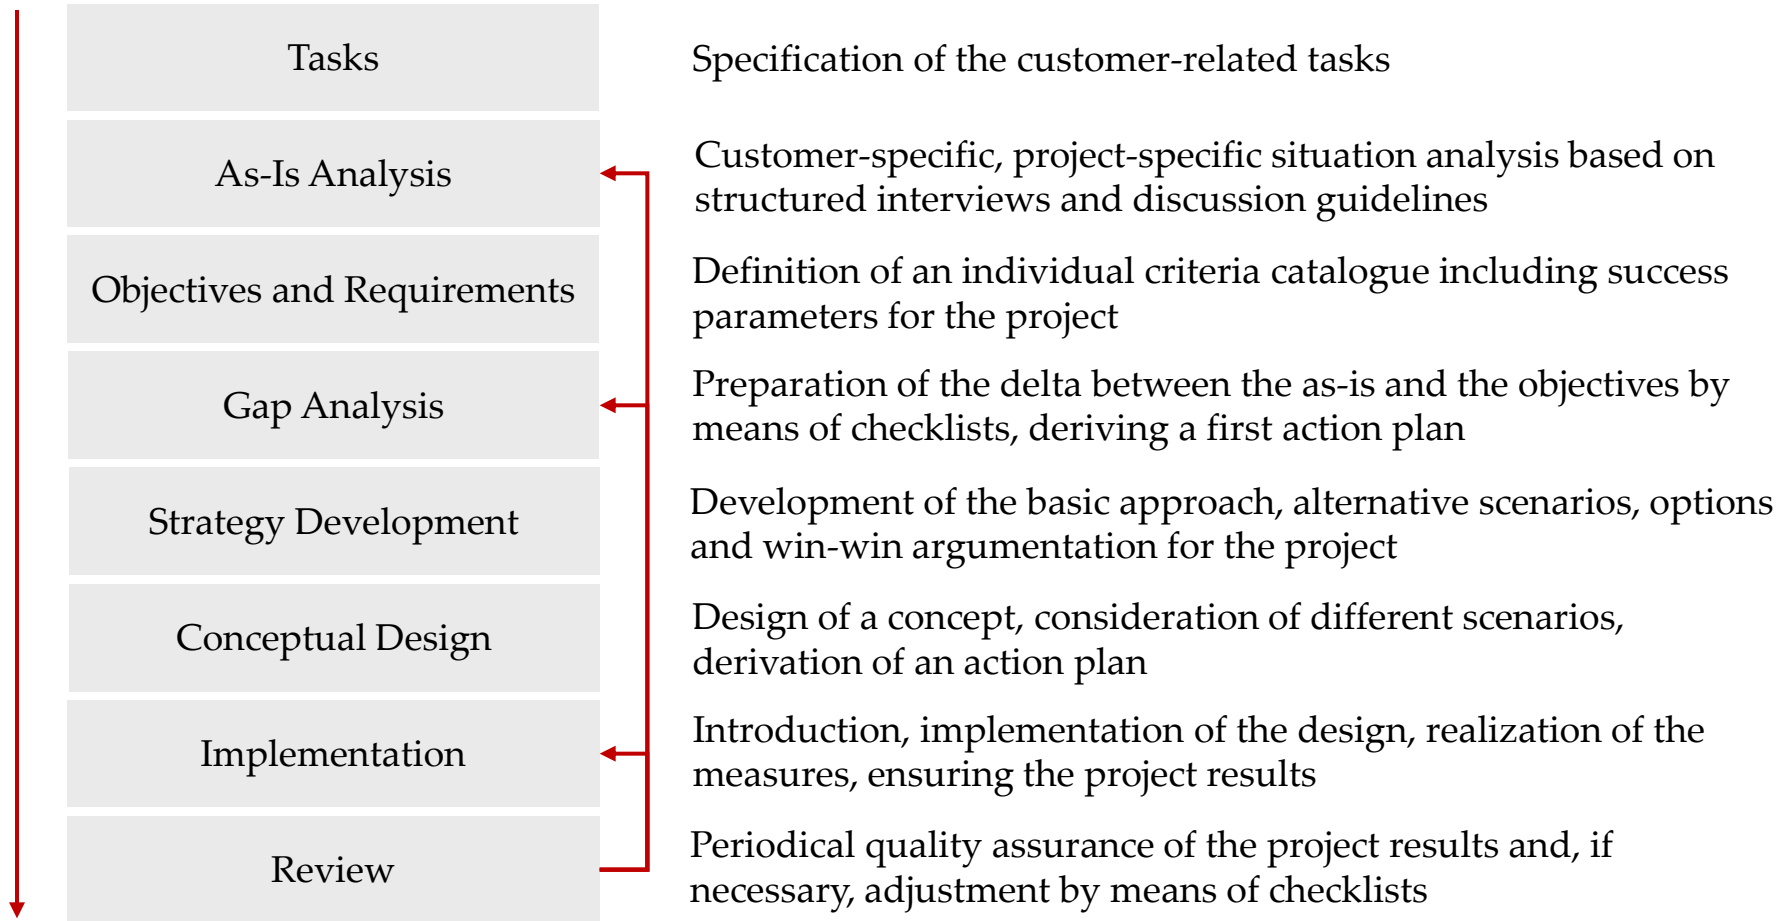 Tasks
Specification of the customer-related tasks
As-Is Analysis
Customer-specific, project-specific situation analysis based on
structured interviews and discussion guidelines
Objectives and Requirements
Definition of an individual criteria catalogue including success
parameters for the project
Gap Analysis
Preparation of the delta between the as-is and the objectives by
means of checklists, deriving a first action plan
Strategy Development
Development of the basic approach, alternative scenarios, options
and win-win argumentation for the project
Conceptual Design
Design of a concept, consideration of different scenarios,
derivation of an action plan
Implementation
Introduction, implementation of the design, realization of the
measures, ensuring the project results
Review
Periodical quality assurance of the project results and, if
necessary, adjustment by means of checklists